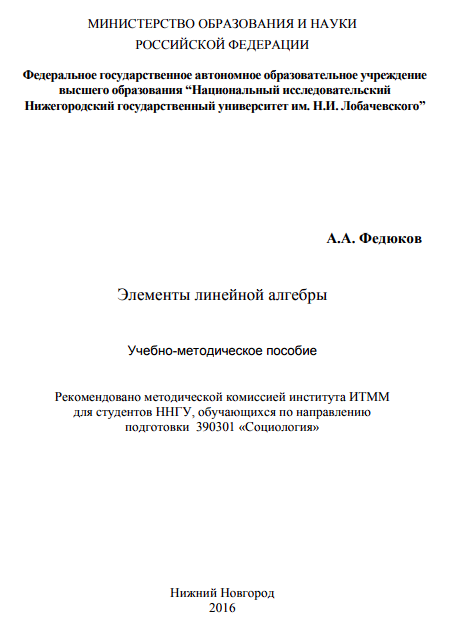 МИНИСТЕРСТВО ОБРАЗОВАНИЯ И НАУКИ
РОССИЙСКОЙ ФЕДЕРАЦИИ
Федеральное государственное автономное образовательное учреждение
высшего образования “Национальный исследовательский
Нижегородский государственный университет им. Н.И. Лобачевского”
А.А. Федюков
Элементы линейной алгебры
Учебно-методическое пособие
Рекомендовано методической комиссией института ИТММ
для студентов ННГУ, обучающихся по направлению
подготовки 390301 «Социология»
Нижний Новгород
2016